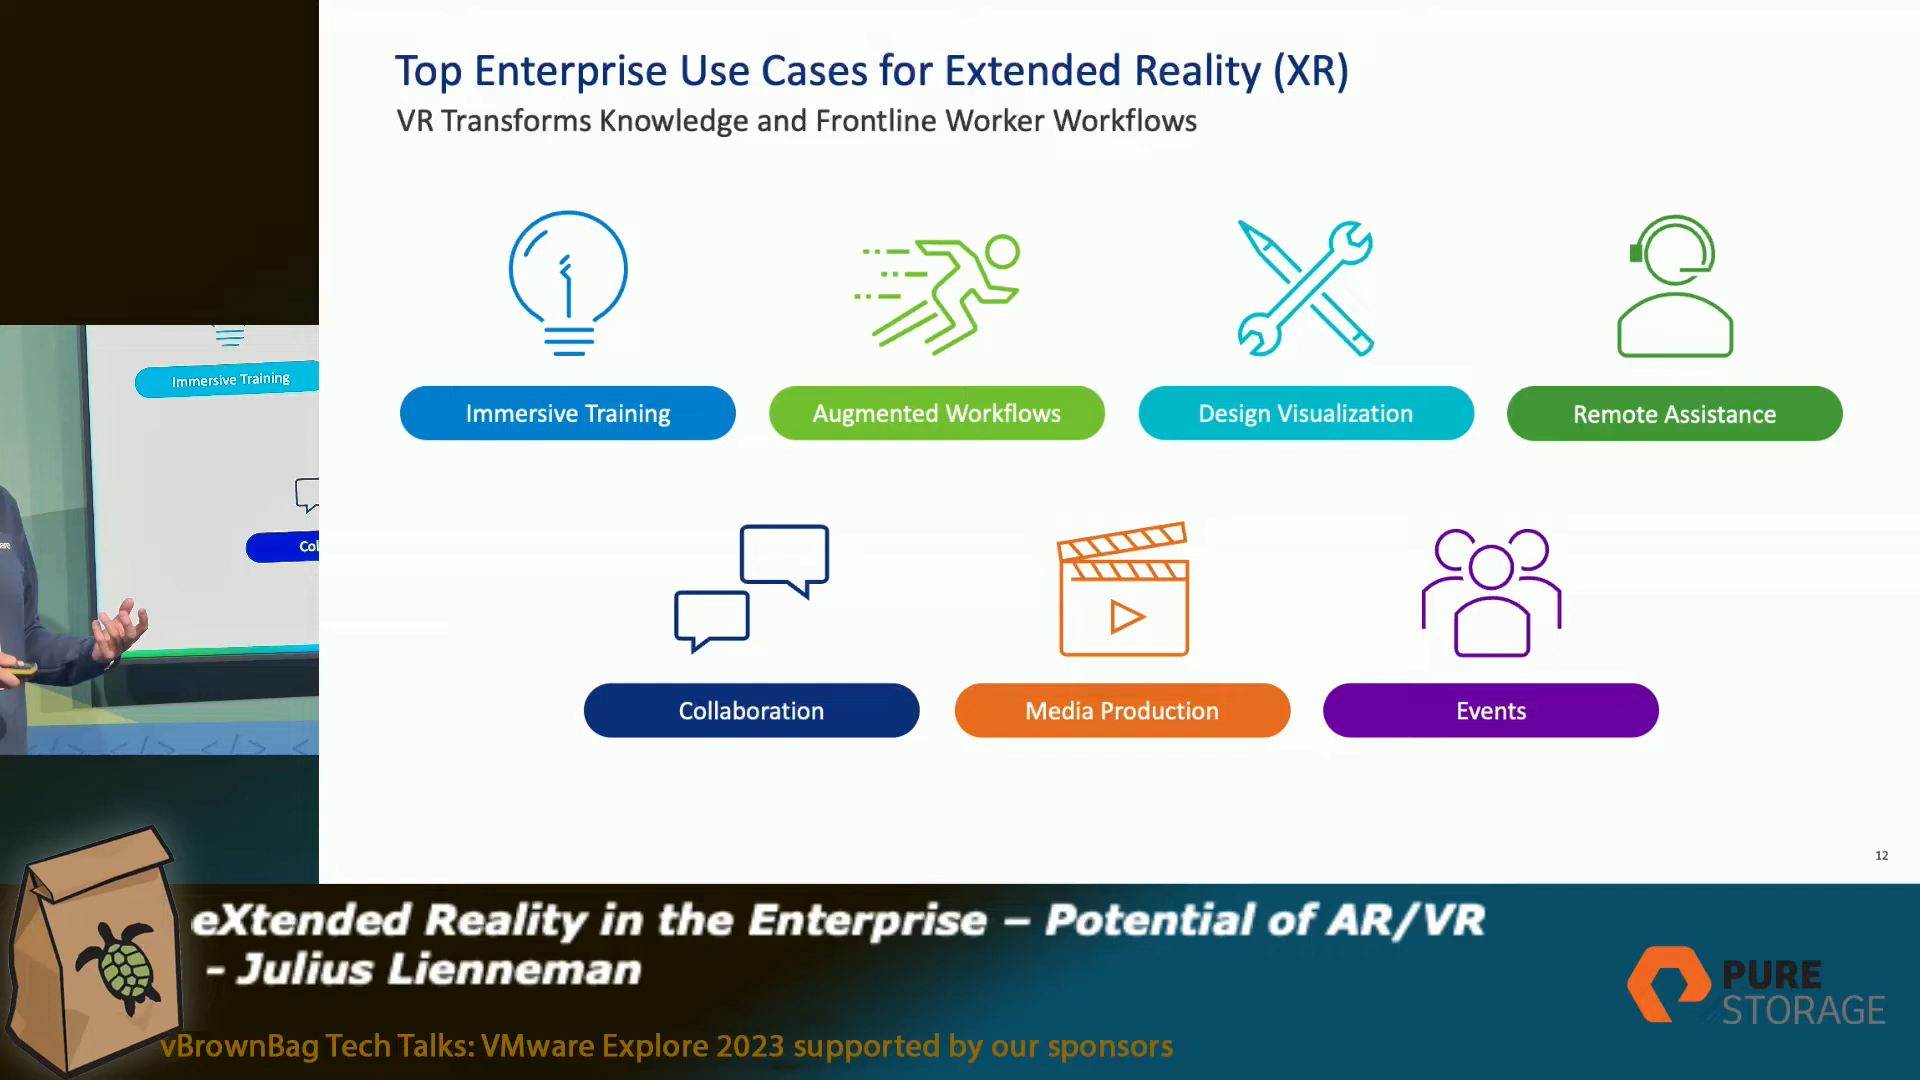 Top Enterprise Use Cases for Extended Reality (XR)
VR Transforms Knowledge and Frontline Worker Workflows
Immersive Training
Augmented Workflows
Design Visualization
Remote Assistance
Collaboration
Media Production
Events
12
Immersive Training
Col
eXtended Reality in the Enterprise – Potential of AR/VR
- Julius Lienneman
vBrownBag Tech Talks: VMware Explore 2023 supported by our sponsors
PURE
STORAGE